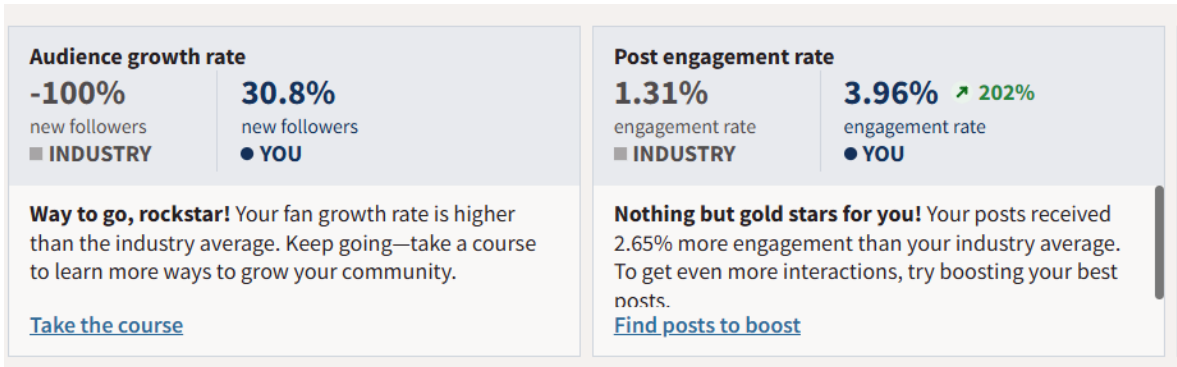 Audience growth rate
-100%
new followers
INDUSTRY
30.8%
new followers
YOU
Way to go, rockstar! Your fan growth rate is higher
than the industry average. Keep going—take a course
to learn more ways to grow your community.
Take the course
Post engagement rate
1.31%
engagement rate
INDUSTRY
3.96% 202%
engagement rate
YOU
Nothing but gold stars for you! Your posts received
2.65% more engagement than your industry average.
To get even more interactions, try boosting your best
posts.
Find posts to boost